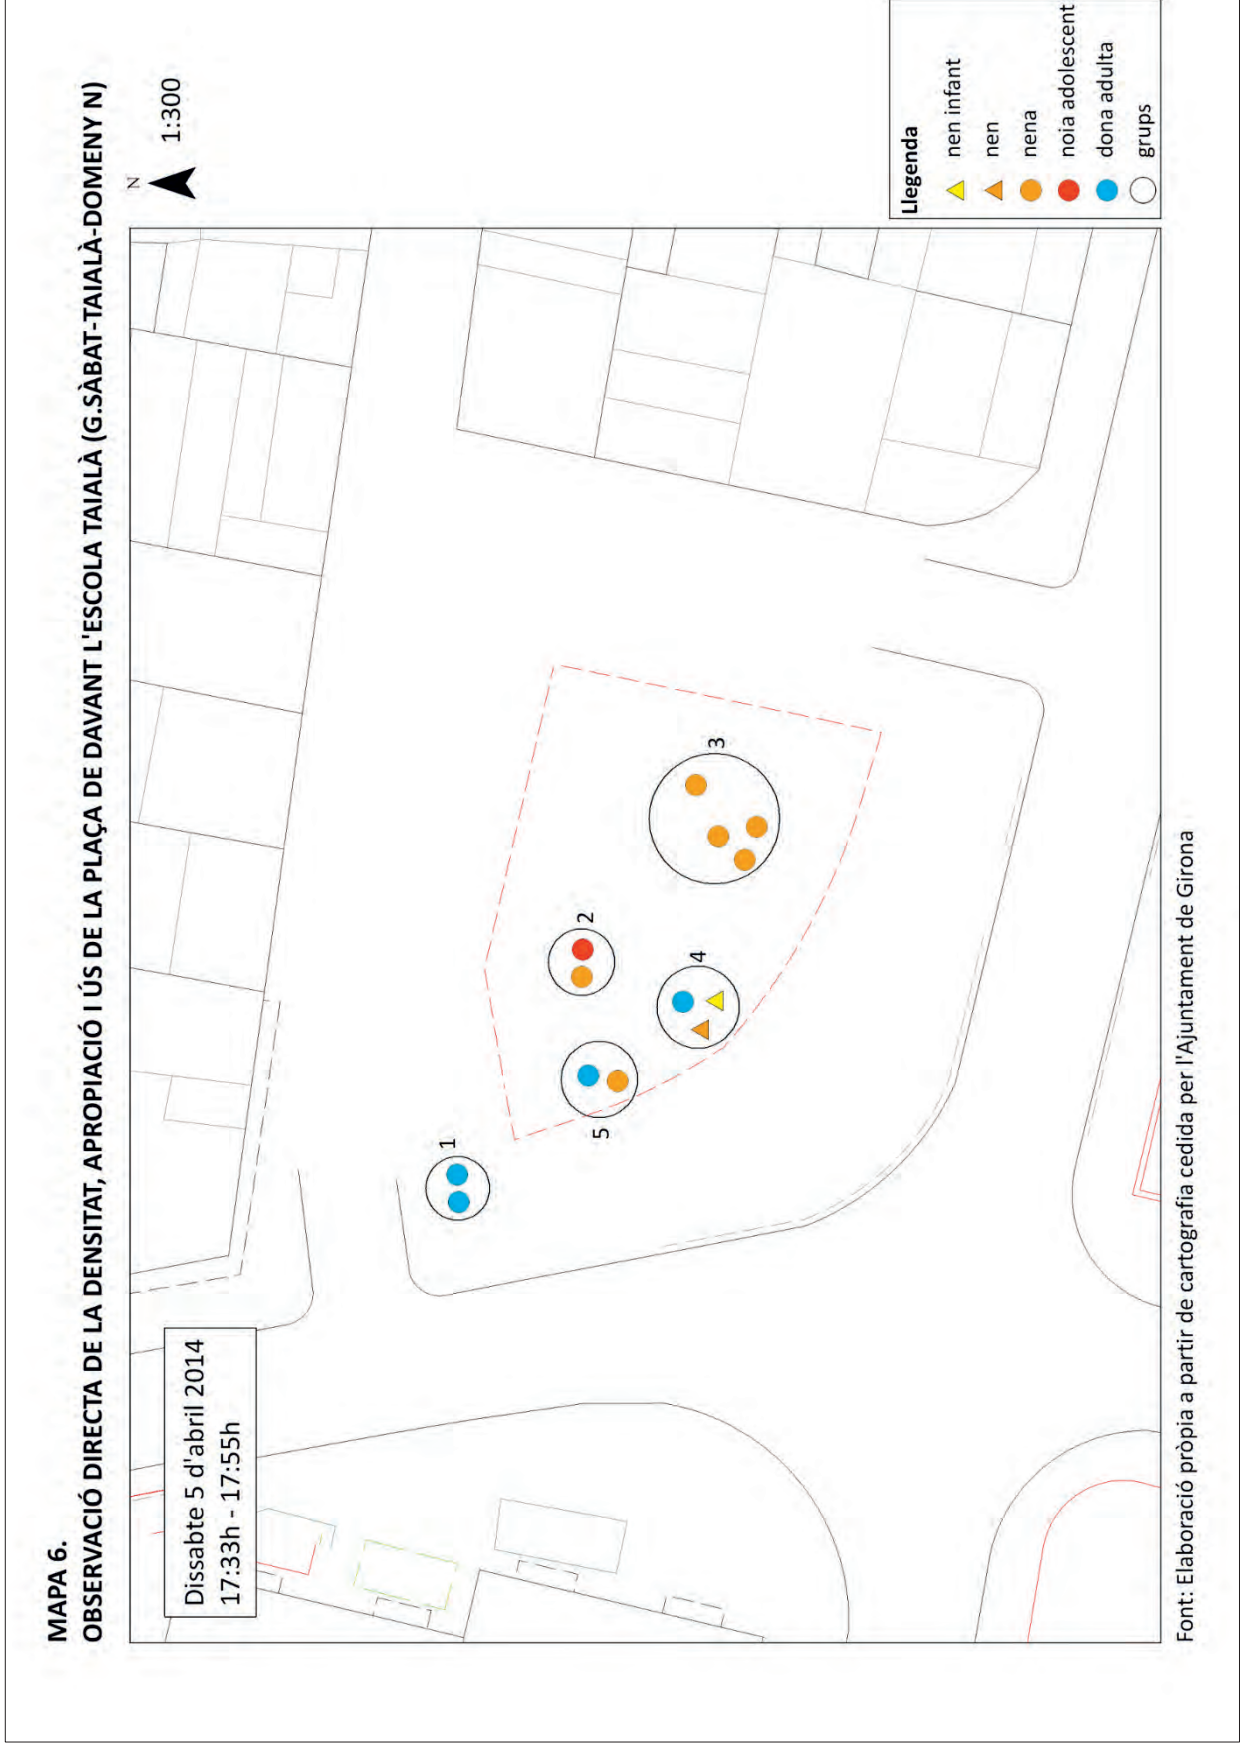 MAPA 6.
OBSERVACIÓ DIRECTA DE LA DENSITAT, APROPIACIÓ I ÚS DE LA PLAÇA DE DAVANT L'ESCOLA TAIALÀ (G.SÀBAT-TAIALÀ-DOMENY N)
N
1:300
Dissabte 5 d'abril 2014
17:33h - 17:55h
1
2
3
4
5
Llegenda
nen infant
nen
nena
noia adolescent
dona adulta
grups
Font: Elaboració pròpia a partir de cartografia cedida per l'Ajuntament de Girona